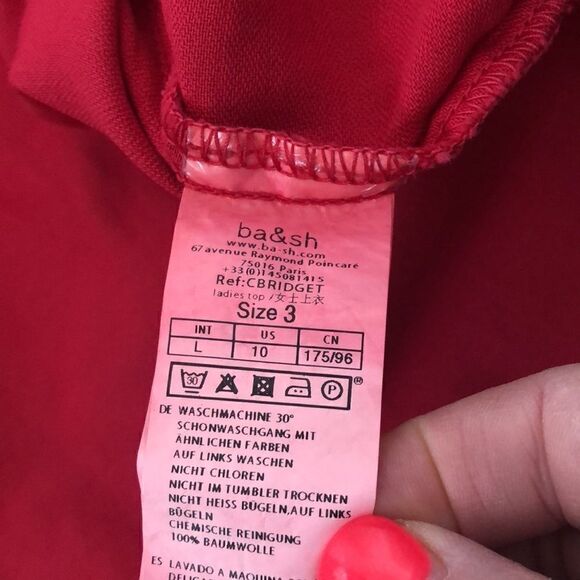 ba&sh
www.ba-sh.com
67 avenue Raymond Poincaré
75016 Paris
+33(0)145081415
Ref:CBRIDGET
ladies top /女士上衣
Size 3
INT US CN
L 10 175/96
30 P ®
DE WASCHMACHINE 30°
SCHONWASCHGANG MIT
ÄHNLICHEN FARBEN
AUF LINKS WASCHEN
NICHT CHLOREN
NICHT IM TUMBLER TROCKNEN
NICHT HEISS BÜGELN,AUF LINKS
BÜGELN
CHEMISCHE REINIGUNG
100% BAUMWOLLE
ES LAVADO A MAQUINA